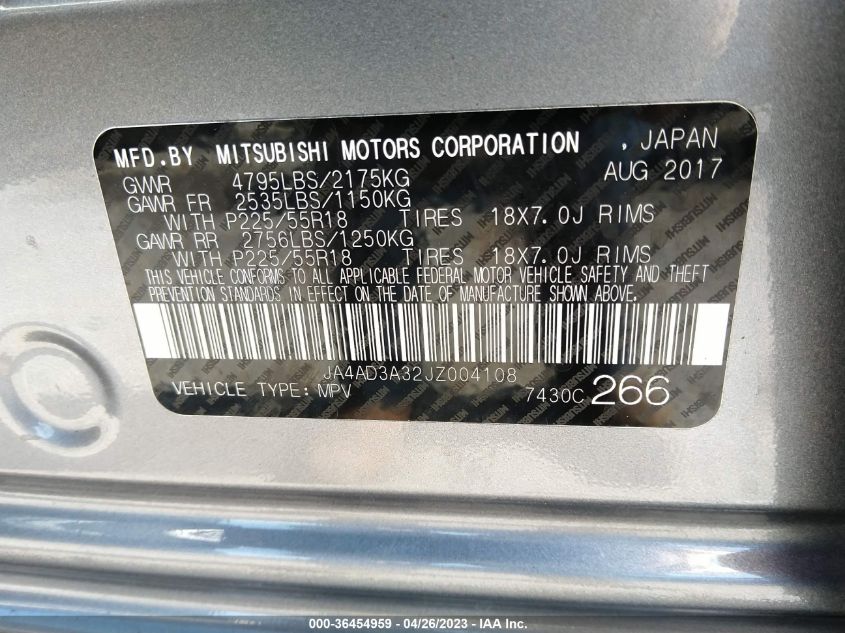 MFD.BY MITSUBISHI MOTORS CORPORATION , JAPAN
GVWR 4795LBS/2175KG AUG 2017
GAWR FR 2535LBS/1150KG
WITH P225/55R18 TIRES 18X7.0J RIMS
GAWR RR 2756LBS/1250KG
WITH P225/55R18 TIRES 18X7.0J RIMS
THIS VEHICLE CONFORMS TO ALL APPLICABLE FEDERAL MOTOR VEHICLE SAFETY AND THEFT
PREVENTION STANDARDS IN EFFECT ON THE DATE OF MANUFACTURE SHOWN ABOVE.
JA4AD3A32JZ004108
VEHICLE TYPE: MPV 7430C 266
000-36454959 - 04/26/2023 - IAA Inc.